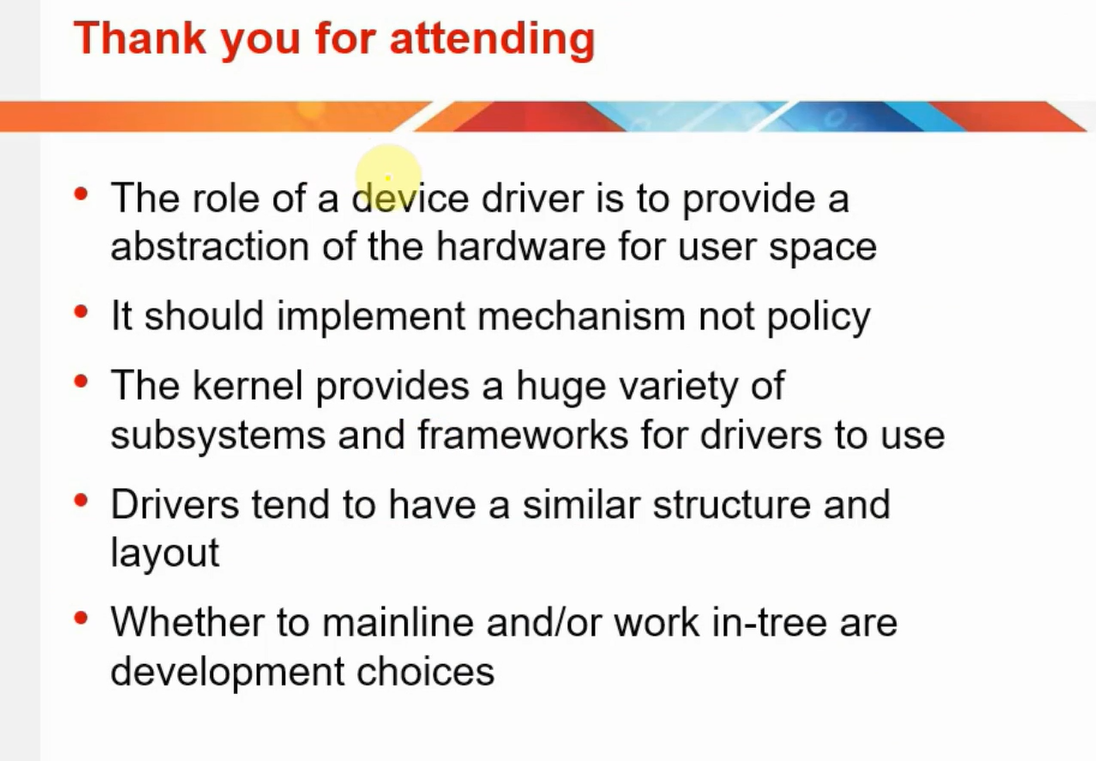 Thank you for attending
• The role of a device driver is to provide a
abstraction of the hardware for user space
• It should implement mechanism not policy
• The kernel provides a huge variety of
subsystems and frameworks for drivers to use
• Drivers tend to have a similar structure and
layout
• Whether to mainline and/or work in-tree are
development choices